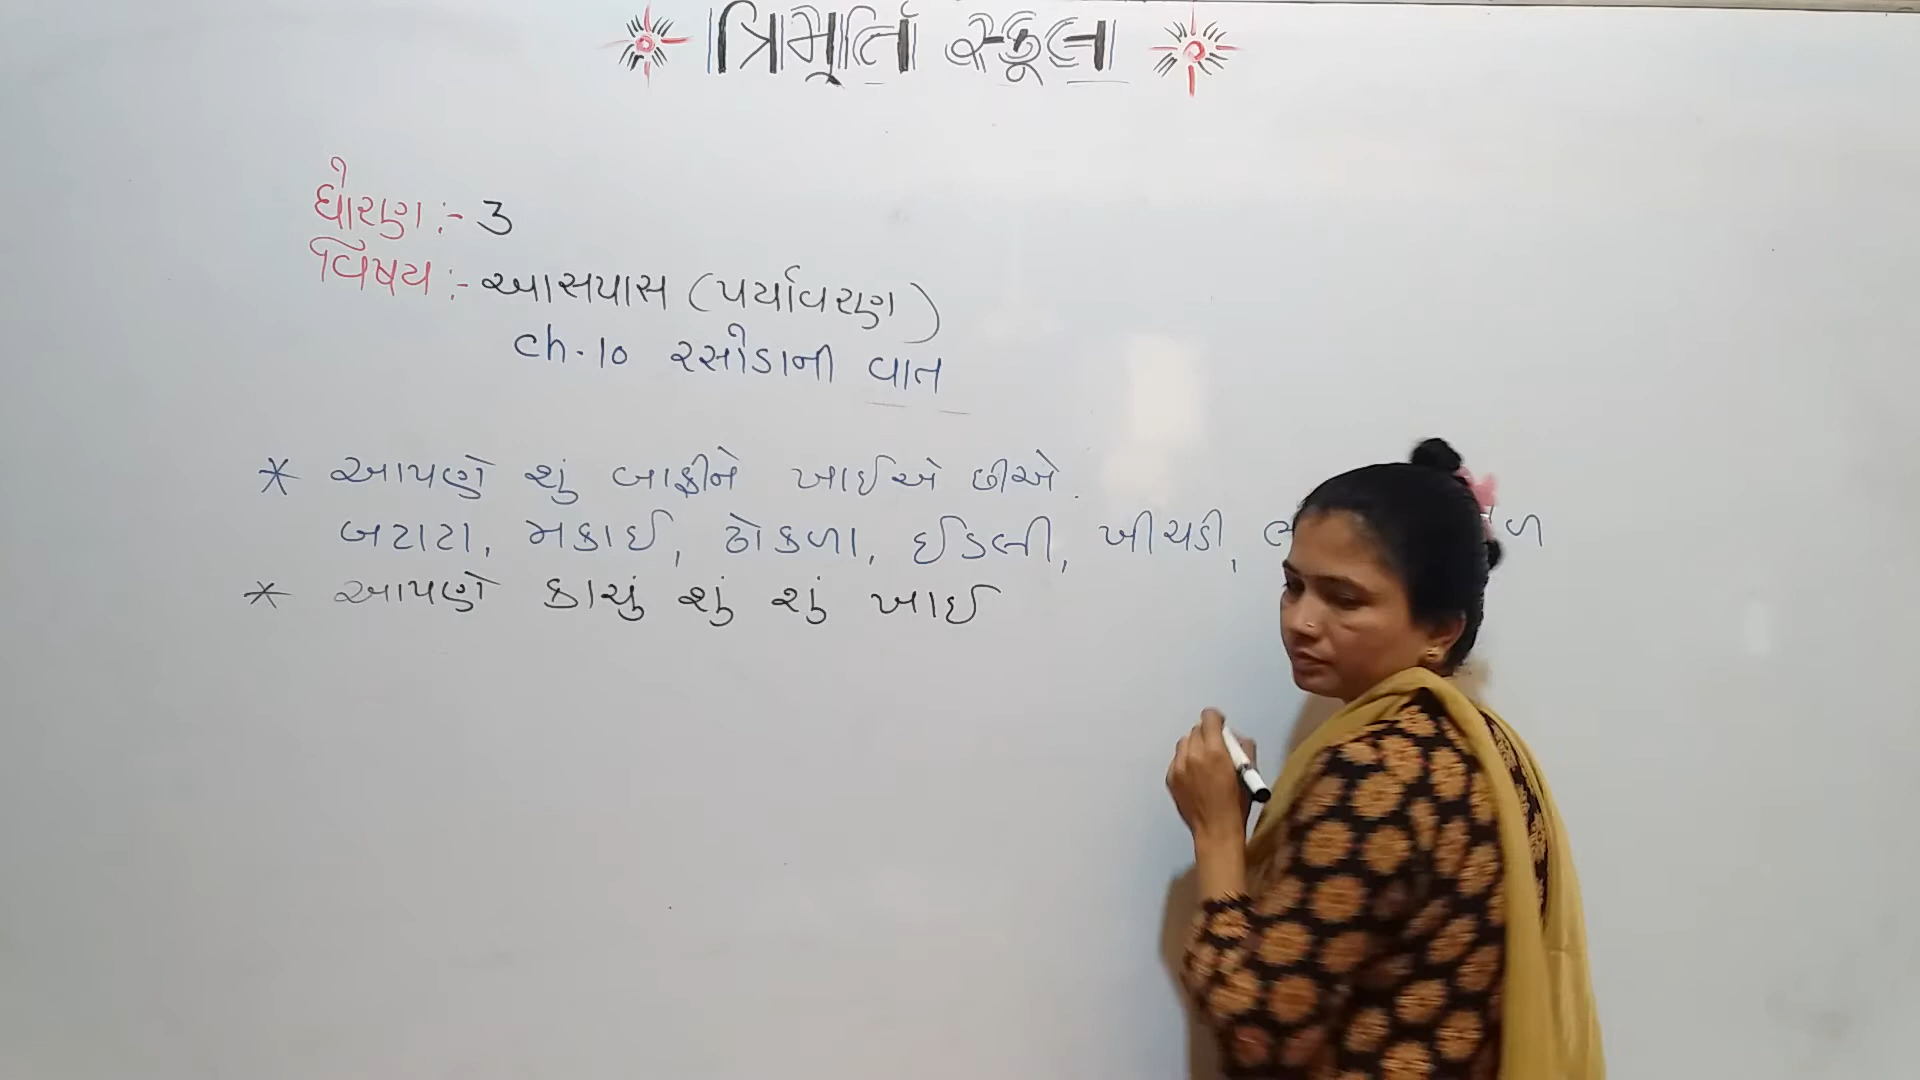 ત્રિમૂર્તિ સ્કૂલ
ધોરણ :- 3
વિષય :- આસપાસ (પર્યાવરણ)
ch.10 રસોડાની વાત
* આપણે શું બાફીને ખાઈએ છીએ.
બટાટા, મકાઈ, ઢોકળા, ઈડલી, ખીચડી,
* આપણે કાચું શું શું ખાઈ